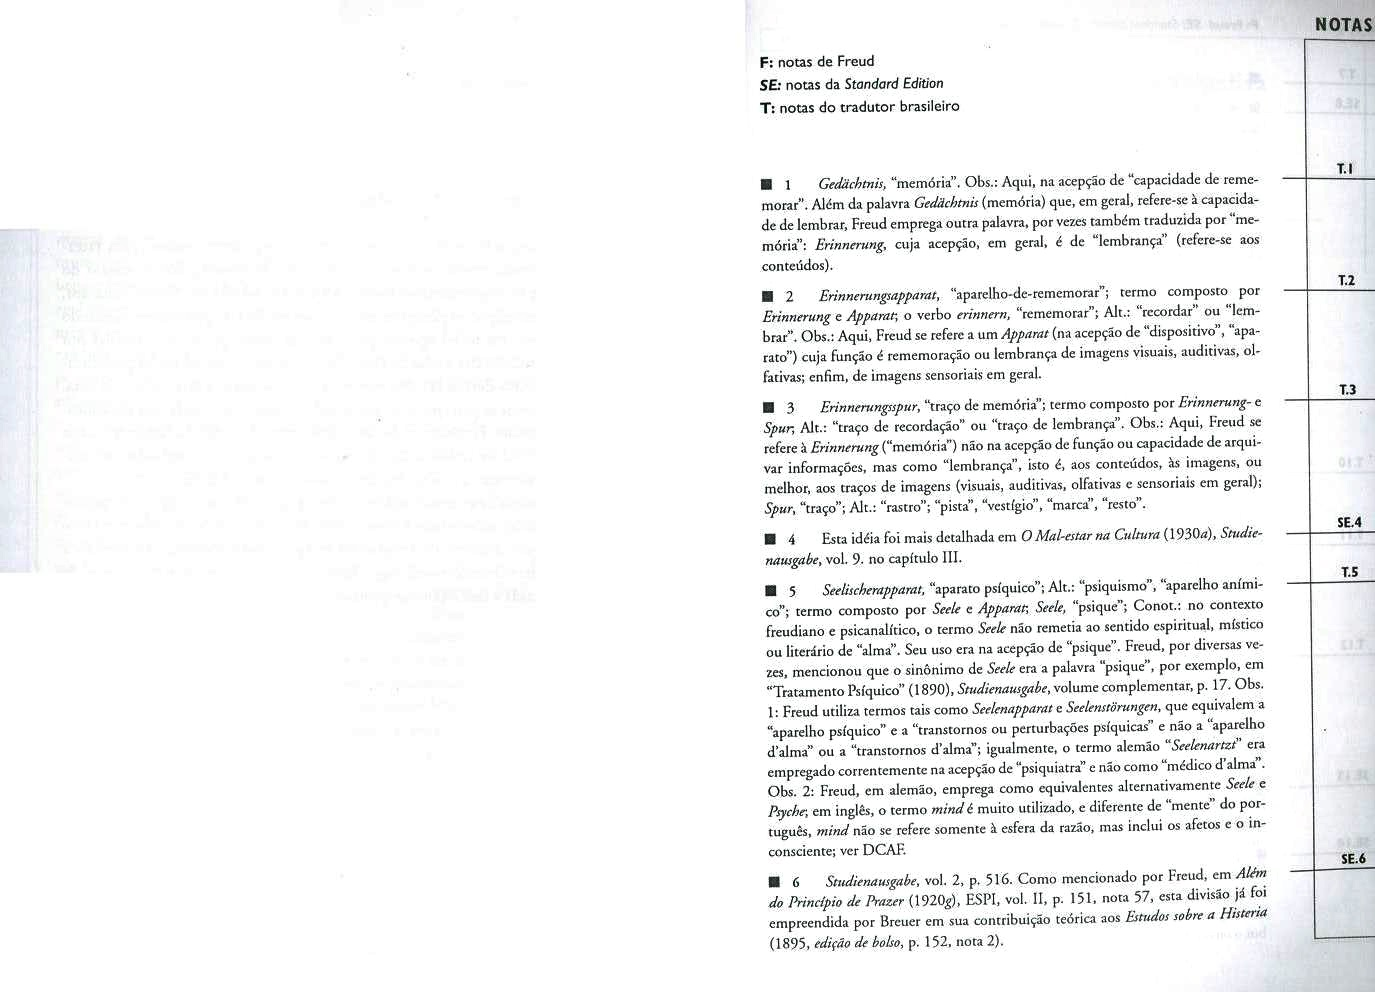 NOTAS
F: notas de Freud
SE: notas da Standard Edition
T: notas do tradutor brasileiro
T.1
■ 1 Gedächtnis, “memória”. Obs.: Aqui, na acepção de “capacidade de reme-
morar”. Além da palavra Gedächtnis (memória) que, em geral, refere-se à capacida-
de de lembrar, Freud emprega outra palavra, por vezes também traduzida por “me-
mória”: Erinnerung, cuja acepção, em geral, é de “lembrança” (refere-se aos
conteúdos).
T.2
■ 2 Erinnerungsapparat, “aparelho-de-rememorar”; termo composto por
Erinnerung e Apparat; o verbo erinnern, “rememorar”; Alt.: “recordar” ou “lem-
brar”. Obs.: Aqui, Freud se refere a um Apparat (na acepção de “dispositivo”, “apa-
rato”) cuja função é rememoração ou lembrança de imagens visuais, auditivas, ol-
fativas; enfim, de imagens sensoriais em geral.
T.3
■ 3 Erinnerungsspur, “traço de memória”; termo composto por Erinnerung- e
Spur; Alt.: “traço de recordação” ou “traço de lembrança”. Obs.: Aqui, Freud se
refere à Erinnerung (“memória”) não na acepção de função ou capacidade de arqui-
var informações, mas como “lembrança”, isto é, aos conteúdos, às imagens, ou
melhor, aos traços de imagens (visuais, auditivas, olfativas e sensoriais em geral);
Spur, “traço”; Alt.: “rastro”; “pista”, “vestígio”, “marca”, “resto”.
SE.4
■ 4 Esta idéia foi mais detalhada em O Mal-estar na Cultura (1930a), Studie-
nausgabe, vol. 9. no capítulo III.
T.5
■ 5 Seelischerapparat, “aparato psíquico”; Alt.: “psiquismo”, “aparelho aními-
co”; termo composto por Seele e Apparat; Seele, “psique”; Conot.: no contexto
freudiano e psicanalítico, o termo Seele não remetia ao sentido espiritual, místico
ou literário de “alma”. Seu uso era na acepção de “psique”. Freud, por diversas ve-
zes, mencionou que o sinônimo de Seele era a palavra “psique”, por exemplo, em
“Tratamento Psíquico” (1890), Studienausgabe, volume complementar, p. 17. Obs.
1: Freud utiliza termos tais como Seelenapparat e Seelenstörungen, que equivalem a
“aparelho psíquico” e a “transtornos ou perturbações psíquicas” e não a “aparelho
d’alma” ou a “transtornos d’alma”; igualmente, o termo alemão “Seelenartzt” era
empregado correntemente na acepção de “psiquiatra” e não como “médico d’alma”.
Obs. 2: Freud, em alemão, emprega como equivalentes alternativamente Seele e
Psyche; em inglês, o termo mind é muito utilizado, e diferente de “mente” do por-
tuguês, mind não se refere somente à esfera da razão, mas inclui os afetos e o in-
consciente; ver DCAF.
SE.6
■ 6 Studienausgabe, vol. 2, p. 516. Como mencionado por Freud, em Além
do Princípio de Prazer (1920g), ESPI, vol. II, p. 151, nota 57, esta divisão já foi
empreendida por Breuer em sua contribuição teórica aos Estudos sobre a Histeria
(1895, edição de bolso, p. 152, nota 2).